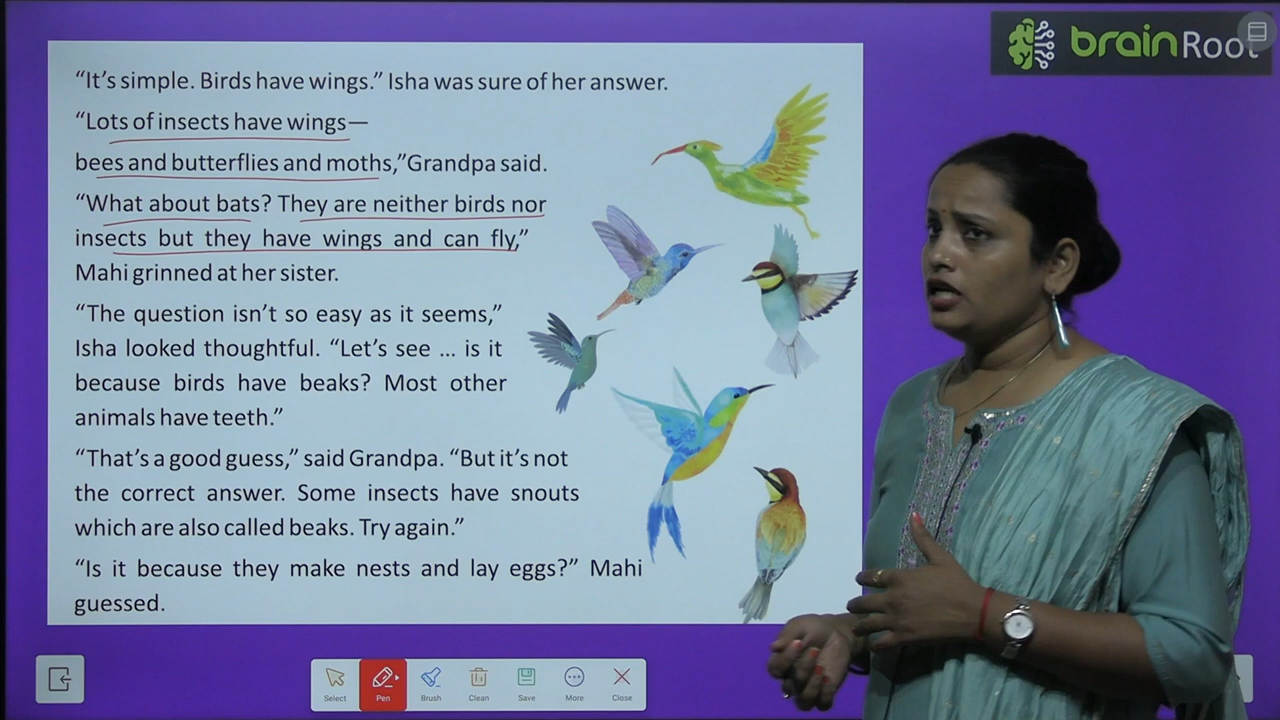 brainRoot
“It’s simple. Birds have wings.” Isha was sure of her answer.
“Lots of insects have wings—
bees and butterflies and moths,”Grandpa said.
“What about bats? They are neither birds nor
insects but they have wings and can fly,”
Mahi grinned at her sister.
“The question isn’t so easy as it seems,”
Isha looked thoughtful. “Let’s see ... is it
because birds have beaks? Most other
animals have teeth.”
“That’s a good guess,” said Grandpa. “But it’s not
the correct answer. Some insects have snouts
which are also called beaks. Try again.”
“Is it because they make nests and lay eggs?” Mahi
guessed.
Select Pen Brush Clean Save More Close